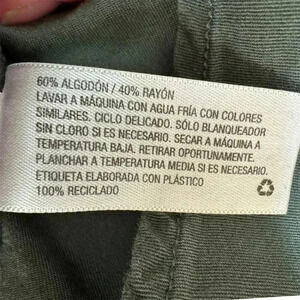 60% ALGODÓN / 40% RAYÓN
LAVAR A MÁQUINA CON AGUA FRÍA CON COLORES
SIMILARES. CICLO DELICADO. SÓLO BLANQUEADOR
SIN CLORO SI ES NECESARIO. SECAR A MÁQUINA A
TEMPERATURA BAJA. RETIRAR OPORTUNAMENTE.
PLANCHAR A TEMPERATURA MEDIA SI ES NECESARIO.
ETIQUETA ELABORADA CON PLÁSTICO
100% RECICLADO